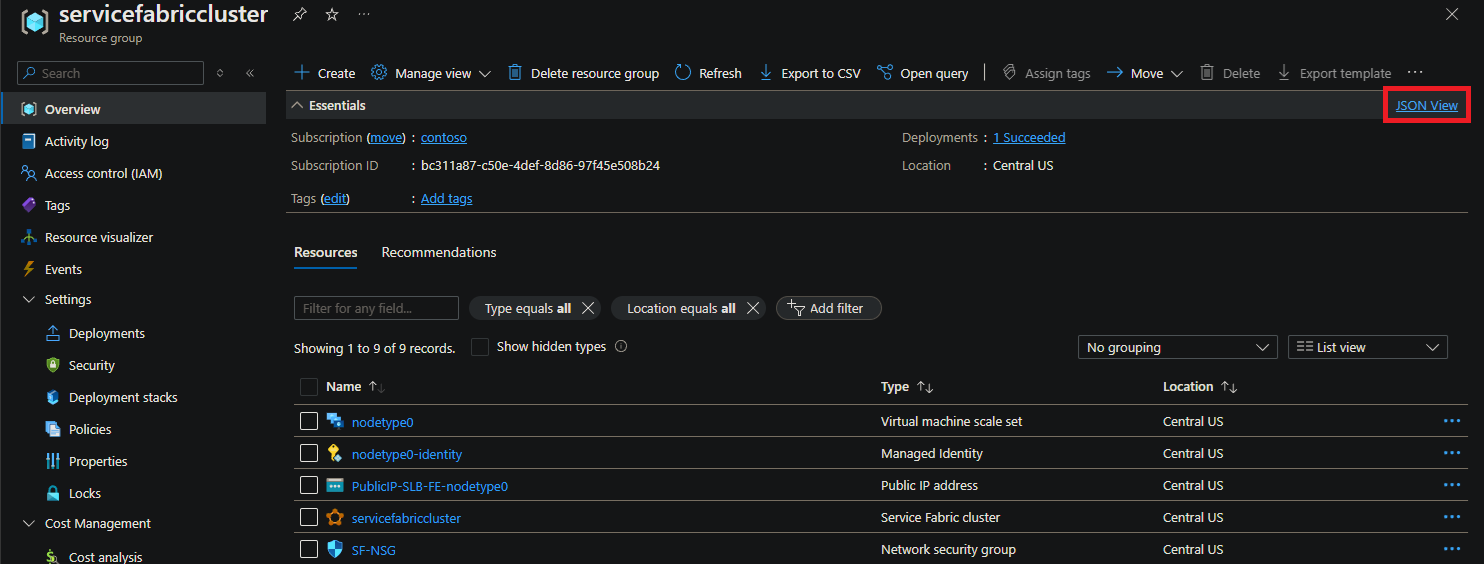 servicefabriccluster
Resource group
Search
Create Manage view Delete resource group Refresh Export to CSV Open query Assign tags Move Delete Export template
Overview
Activity log
Access control (IAM)
Tags
Resource visualizer
Events
Settings
Deployments
Security
Deployment stacks
Policies
Properties
Locks
Cost Management
Cost analysis
Essentials JSON View
Subscription (move) : contoso Deployments : 1 Succeeded
Subscription ID : bc311a87-c50e-4def-8d86-97f45e508b24 Location : Central US
Tags (edit) : Add tags
Resources Recommendations
Filter for any field... Type equals all Location equals all Add filter
Showing 1 to 9 of 9 records. Show hidden types No grouping List view
Name Type Location
nodetype0 Virtual machine scale set Central US
nodetype0-identity Managed Identity Central US
PublicIP-SLB-FE-nodetype0 Public IP address Central US
servicefabriccluster Service Fabric cluster Central US
SF-NSG Network security group Central US